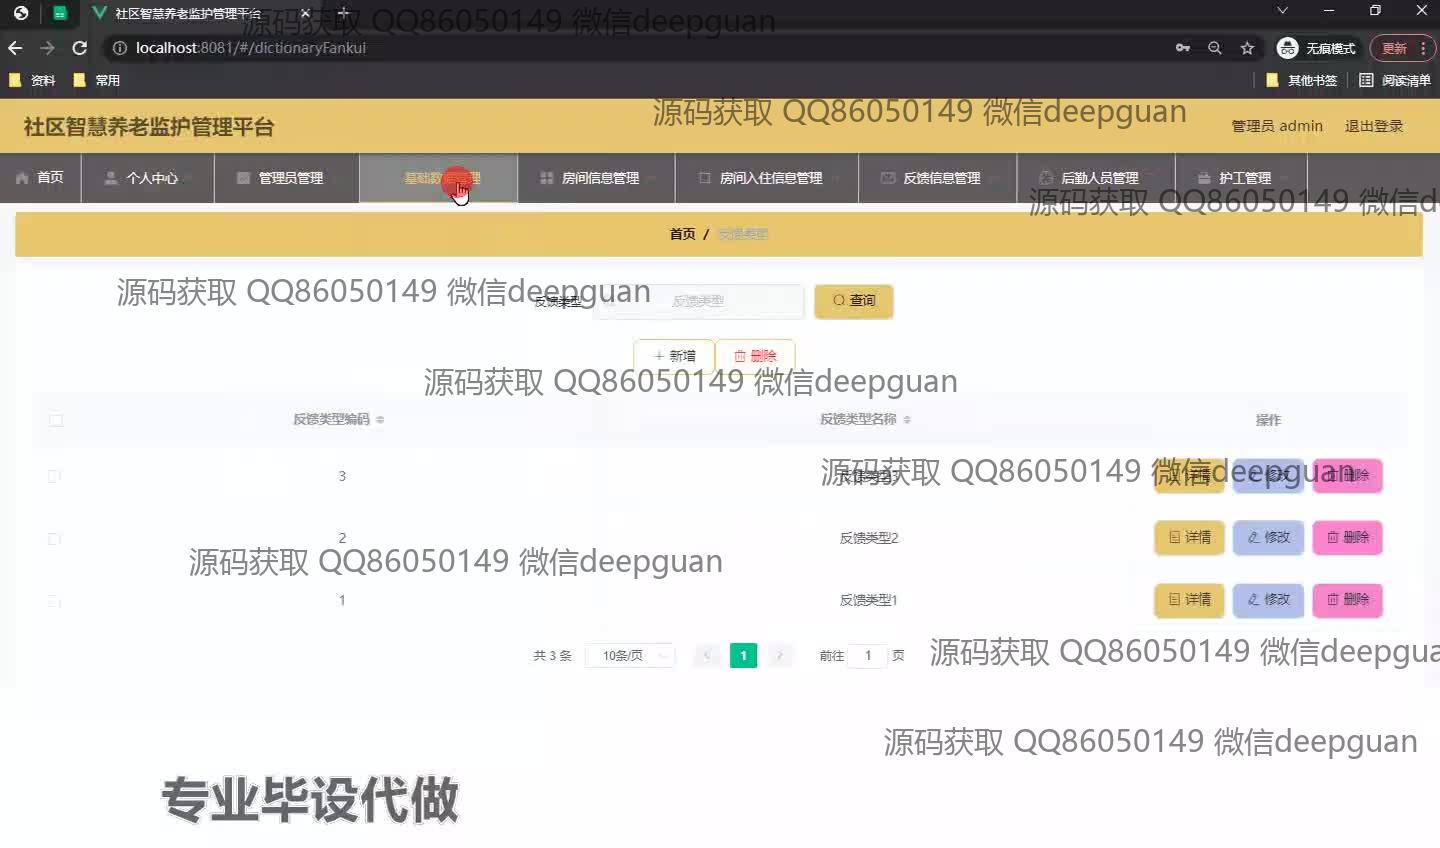 社区智慧养老监护管理平台
源码获取 QQ86050149 微信deepguan
localhost:8081/#/dictionaryFankui
无痕模式
更新
资料
常用
其他书签
阅读清单
社区智慧养老监护管理平台
源码获取 QQ86050149 微信deepguan
管理员 admin
退出登录
首页
个人中心
管理员管理
基础数据管理
房间信息管理
房间入住信息管理
反馈信息管理
后勤人员管理
护工管理
源码获取 QQ86050149 微信d
首页 / 反馈类型
源码获取 QQ86050149 微信deepguan
反馈类型
反馈类型
查询
新增
删除
源码获取 QQ86050149 微信deepguan
反馈类型编码
反馈类型名称
操作
3
反馈类型3
详情
修改
删除
源码获取 QQ86050149 微信deepguan
2
反馈类型2
详情
修改
删除
源码获取 QQ86050149 微信deepguan
1
反馈类型1
详情
修改
删除
共 3 条
10条/页
1
前往 1 页
源码获取 QQ86050149 微信deepgua
源码获取 QQ86050149 微信deepguan
专业毕设代做